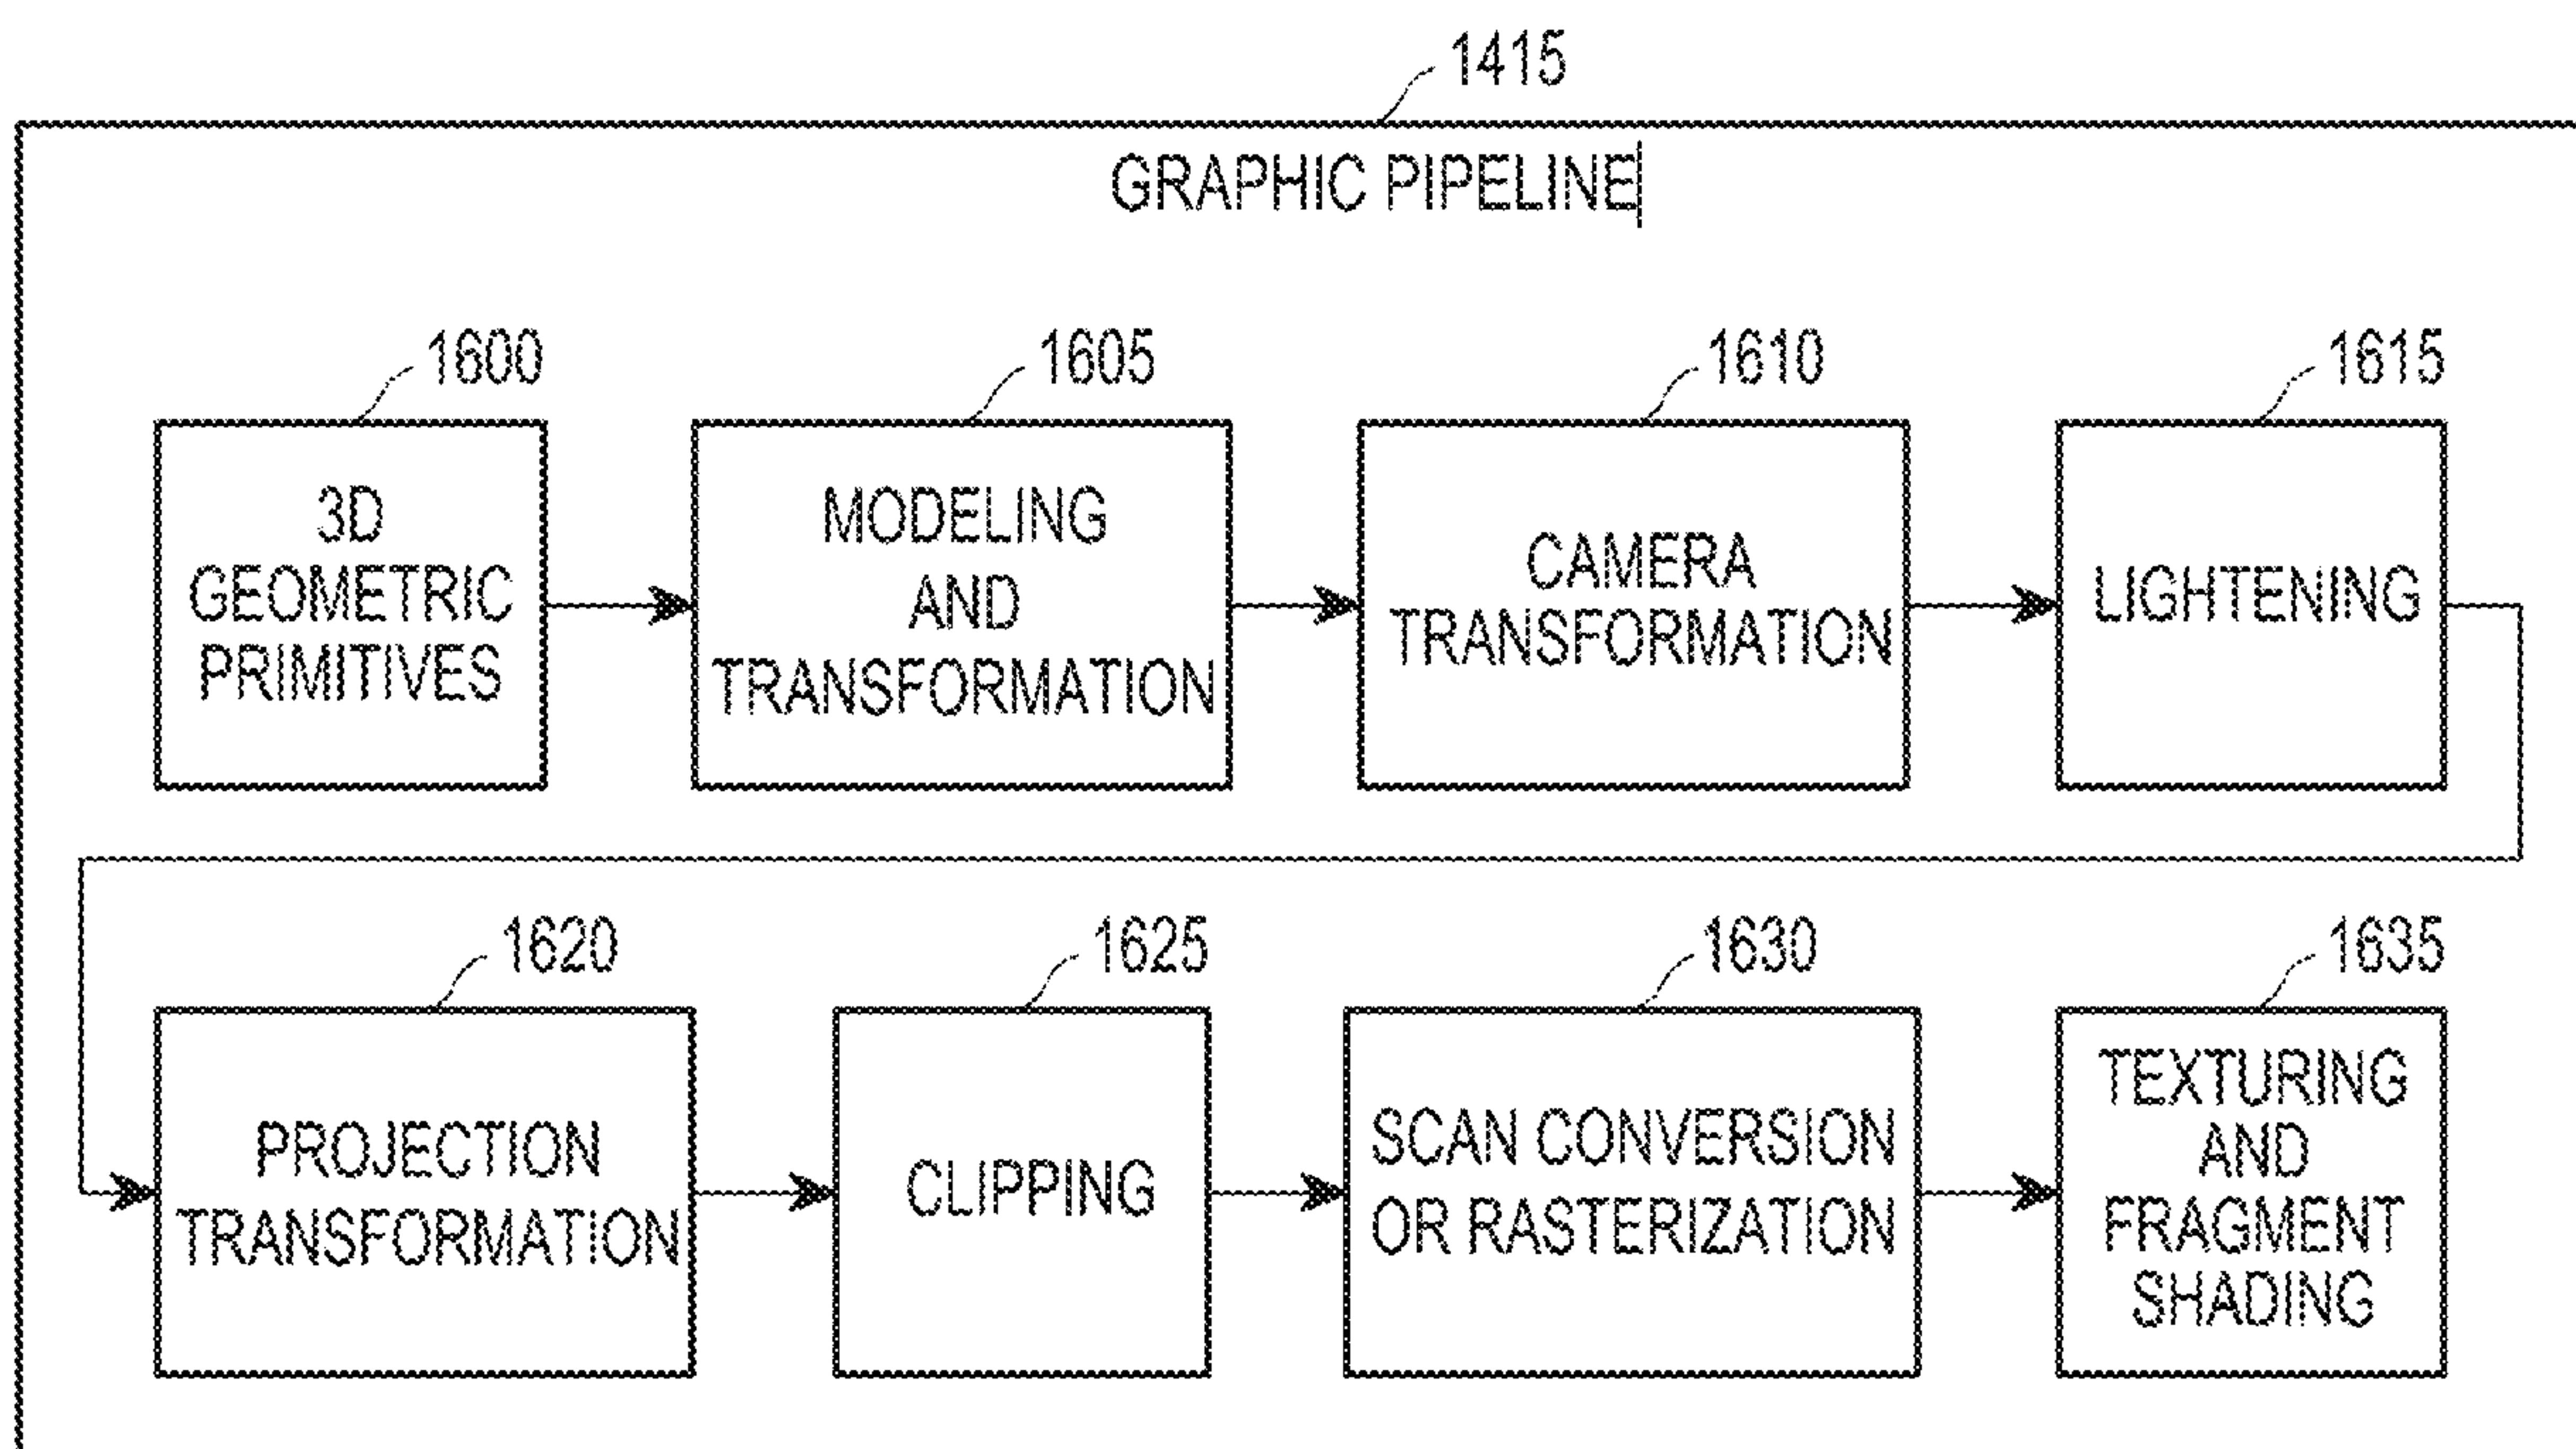 1415
GRAPHIC PIPELINE
1600
1605
1610
1615
3D
GEOMETRIC
PRIMITIVES
MODELING
AND
TRANSFORMATION
CAMERA
TRANSFORMATION
LIGHTENING
1620
1625
1630
1635
PROJECTION
TRANSFORMATION
CLIPPING
SCAN CONVERSION
OR RASTERIZATION
TEXTURING
AND
FRAGMENT
SHADING